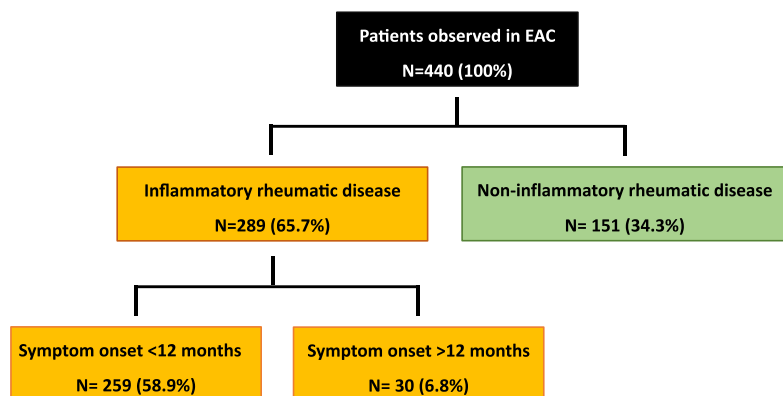 Patients observed in EAC
N=440 (100%)
Inflammatory rheumatic disease
N=289 (65.7%)
Non-inflammatory rheumatic disease
N= 151 (34.3%)
Symptom onset <12 months
N= 259 (58.9%)
Symptom onset >12 months
N= 30 (6.8%)